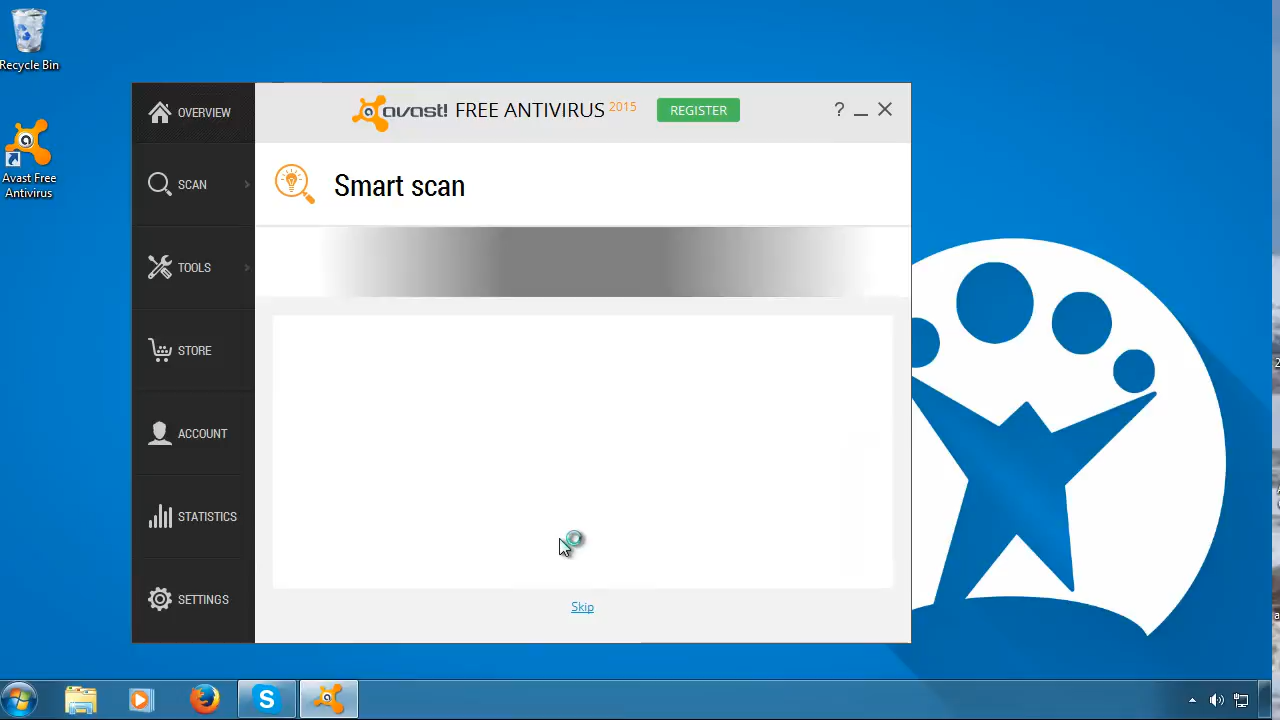 Recycle Bin
Avast Free
Antivirus
OVERVIEW
SCAN
TOOLS
STORE
ACCOUNT
STATISTICS
SETTINGS
avast! FREE ANTIVIRUS 2015
REGISTER
?
Smart scan
Skip
S